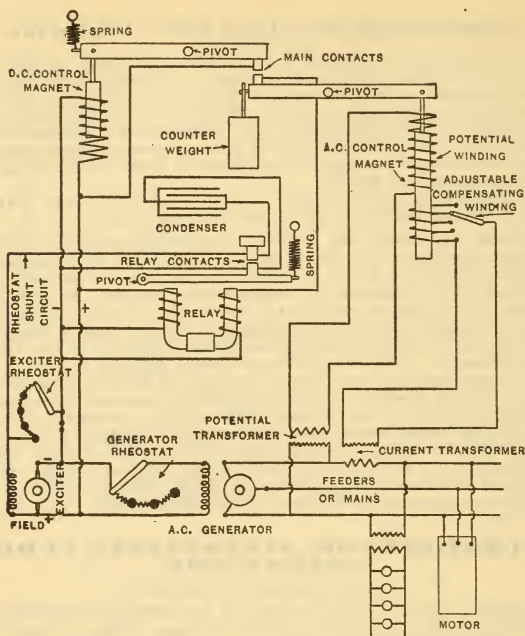 SPRING
PIVOT
MAIN CONTACTS
D.C. CONTROL
MAGNET
PIVOT
COUNTER
WEIGHT
A.C. CONTROL
MAGNET
POTENTIAL
WINDING
ADJUSTABLE
COMPENSATING
WINDING
CONDENSER
RELAY CONTACTS
SPRING
PIVOT
RHEOSTAT
SHUNT
CIRCUIT
- +
RELAY
EXCITER
RHEOSTAT
GENERATOR
RHEOSTAT
POTENTIAL
TRANSFORMER
CURRENT TRANSFORMER
-
EXCITER
FEEDERS
OR MAINS
FIELD
+
A.C. GENERATOR
MOTOR